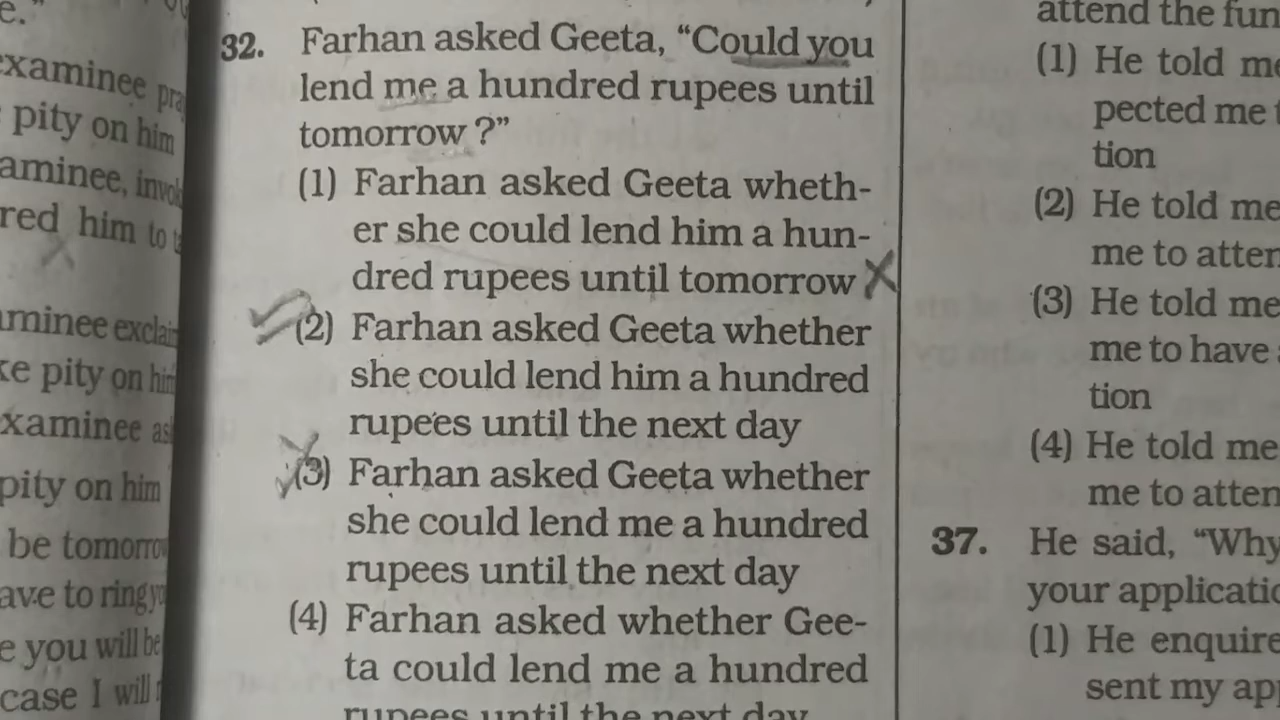 e."
xaminee
pity on him
aminee,
red him to
minee
ke pity on
xaminee
pity on him
be
ave to ring
e you will be
case I will
32. Farhan asked Geeta, “Could you
lend me a hundred rupees until
tomorrow ?”
(1) Farhan asked Geeta wheth-
er she could lend him a hun-
dred rupees until tomorrow
(2) Farhan asked Geeta whether
she could lend him a hundred
rupees until the next day
(3) Farhan asked Geeta whether
she could lend me a hundred
rupees until the next day
(4) Farhan asked whether Gee-
ta could lend me a hundred
rupees until the next day
attend the fun
(1) He told me
pected me
tion
(2) He told me
me to atten
(3) He told me
me to have
tion
(4) He told me
me to atten
37. He said, “Why
your applicatio
(1) He enquire
sent my app